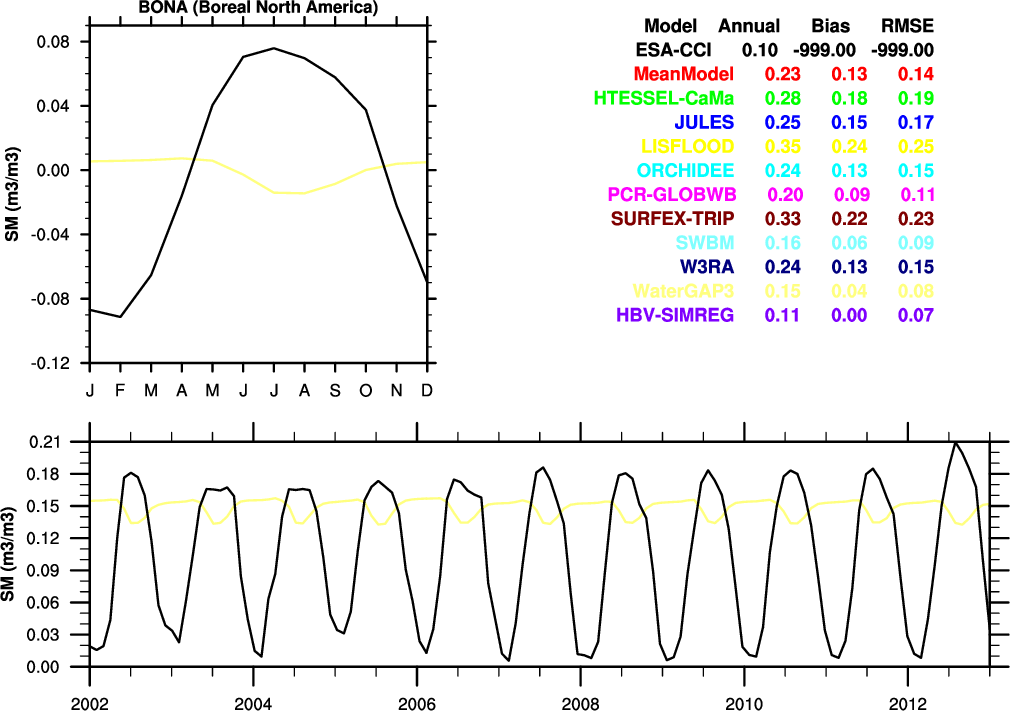 BONA (Boreal North America)
0.08
0.04
0.00
-0.04
-0.08
-0.12
SM (m3/m3)
J F M A M J J A S O N D
Model Annual Bias RMSE
ESA-CCI 0.10 -999.00 -999.00
MeanModel 0.23 0.13 0.14
HTESSEL-CaMa 0.28 0.18 0.19
JULES 0.25 0.15 0.17
LISFLOOD 0.35 0.24 0.25
ORCHIDEE 0.24 0.13 0.15
PCR-GLOBWB 0.20 0.09 0.11
SURFEX-TRIP 0.33 0.22 0.23
SWBM 0.16 0.06 0.09
W3RA 0.24 0.13 0.15
WaterGAP3 0.15 0.04 0.08
HBV-SIMREG 0.11 0.00 0.07
0.21
0.18
0.15
0.12
0.09
0.06
0.03
0.00
SM (m3/m3)
2002 2004 2006 2008 2010 2012